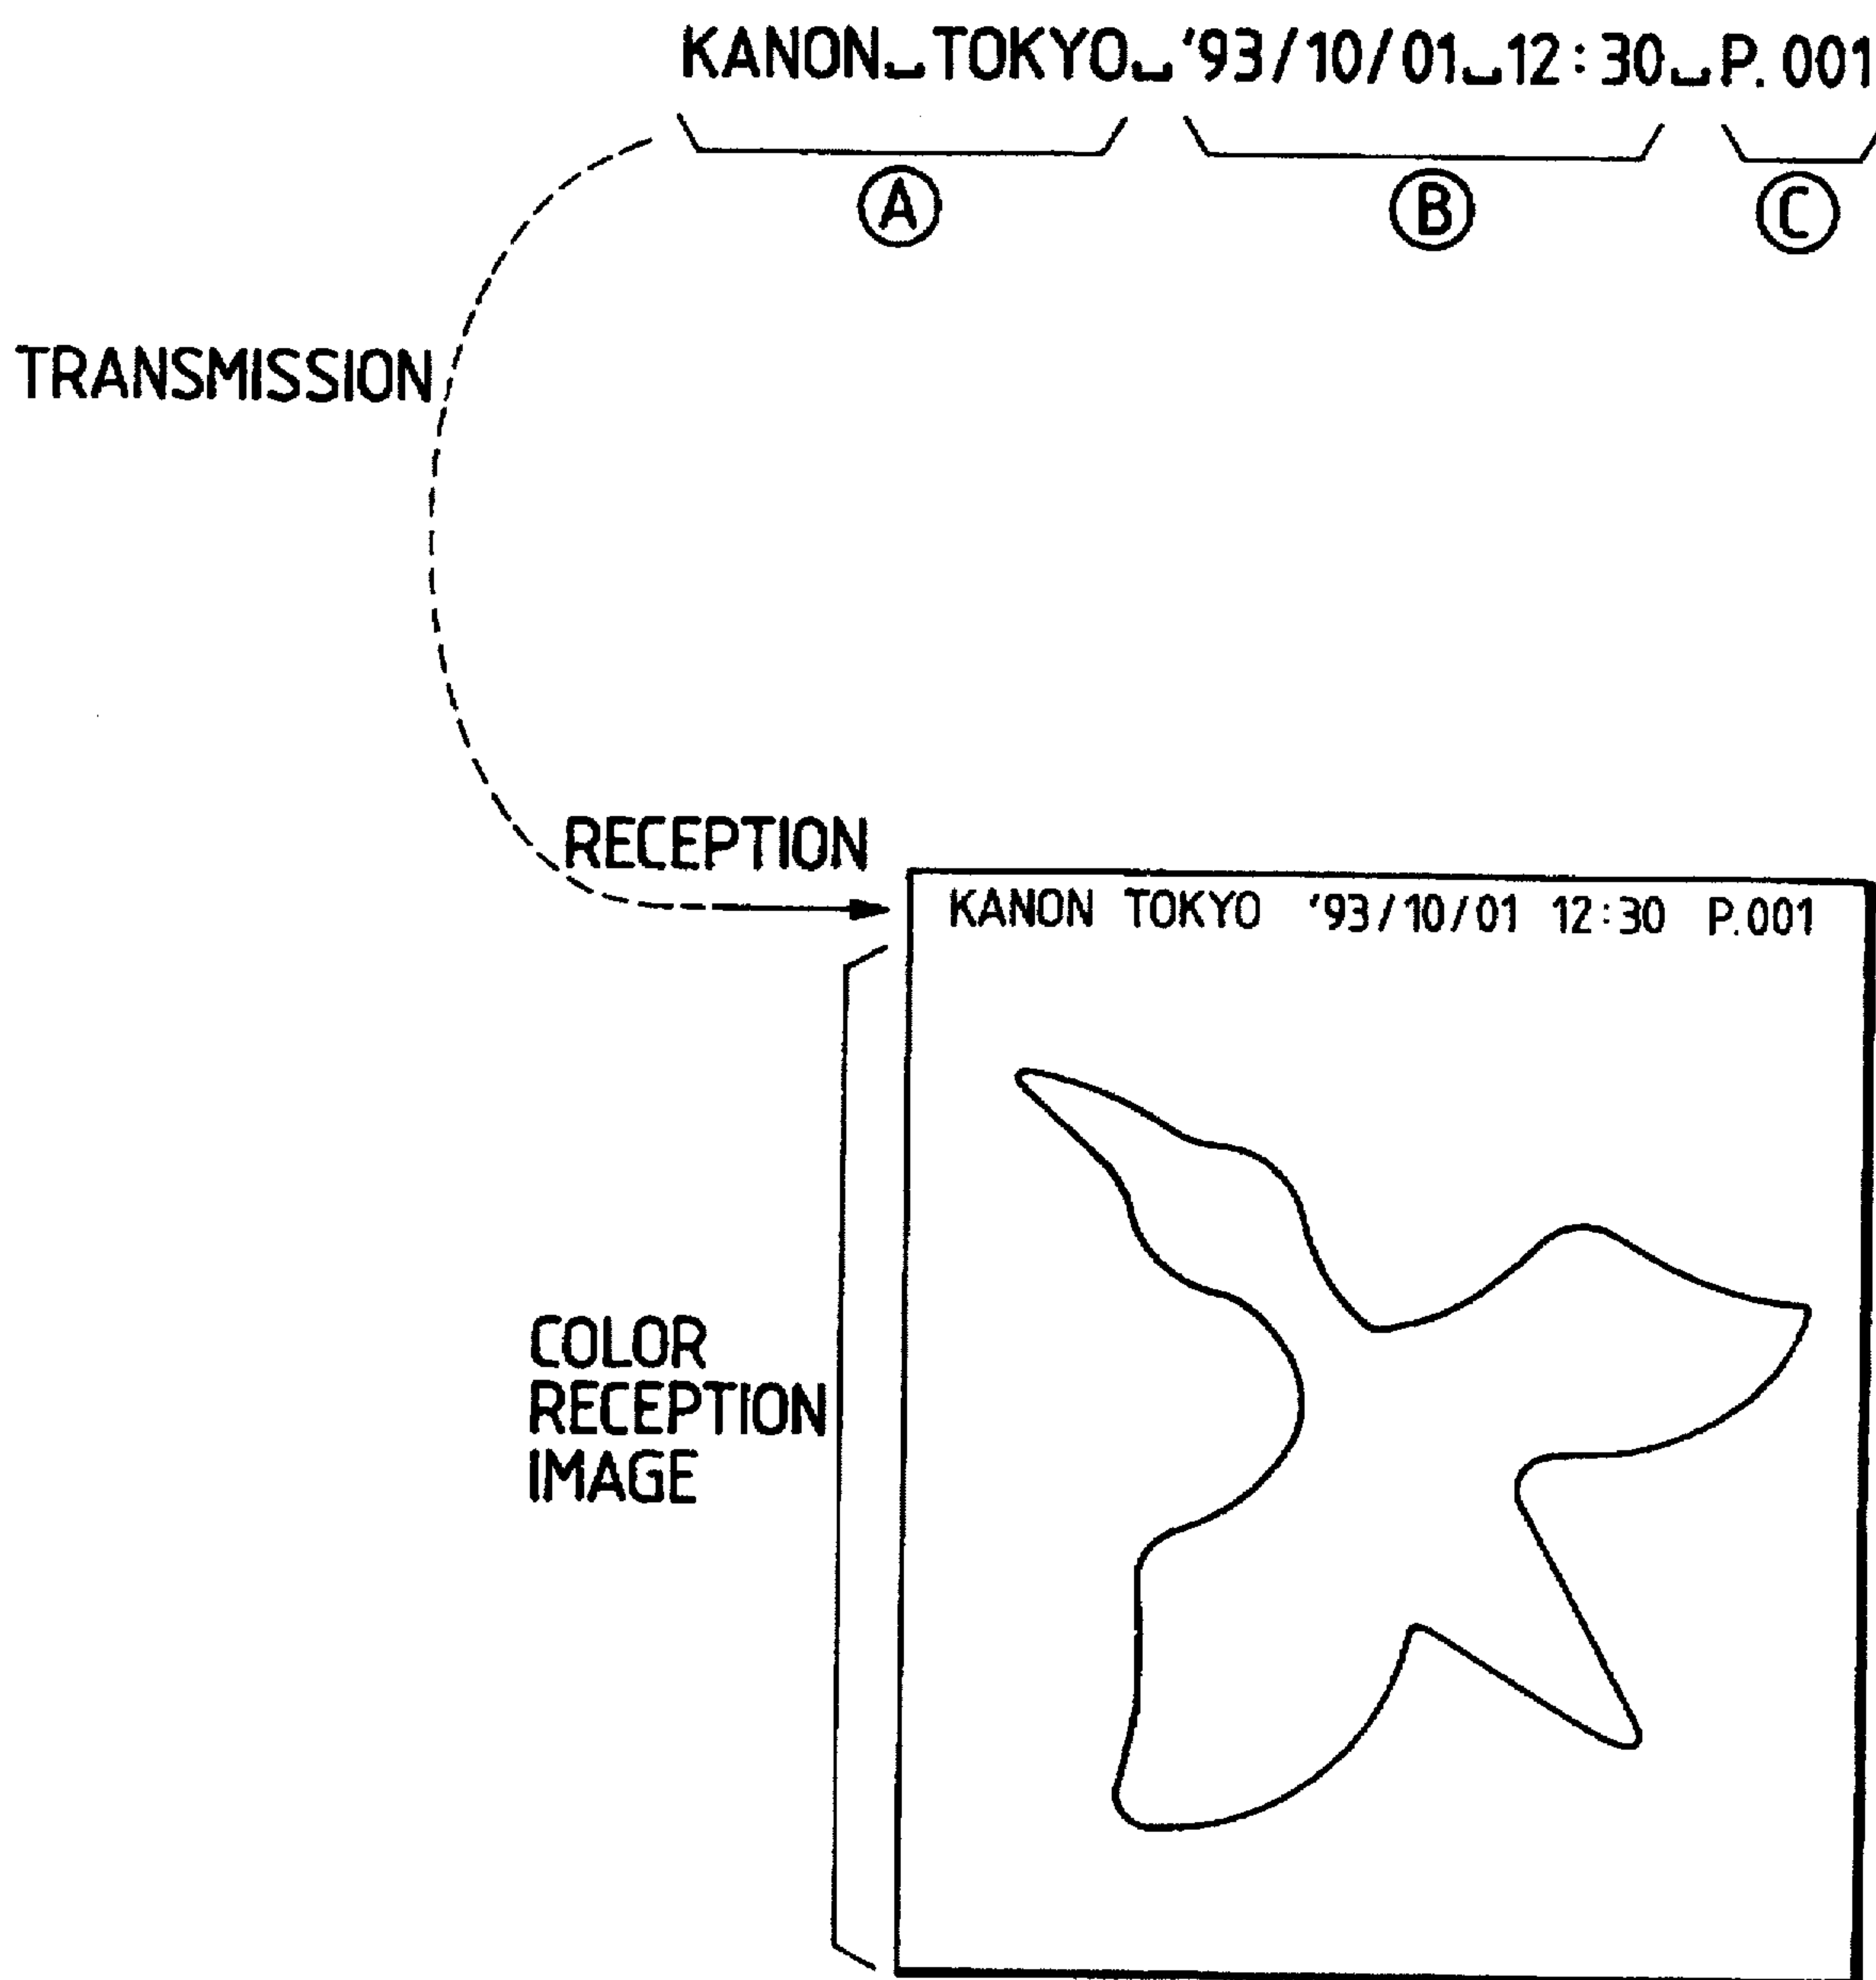 KANON␣TOKYO␣'93/10/01␣12:30␣P.001
A B C
TRANSMISSION
RECEPTION
KANON TOKYO '93/10/01 12:30 P.001
COLOR
RECEPTION
IMAGE